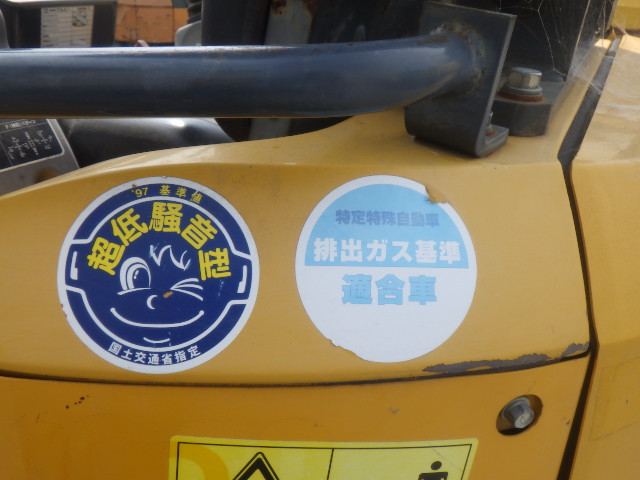 '97 基準値
超低騒音型
国土交通省指定
特定特殊自動車
排出ガス基準
適合車